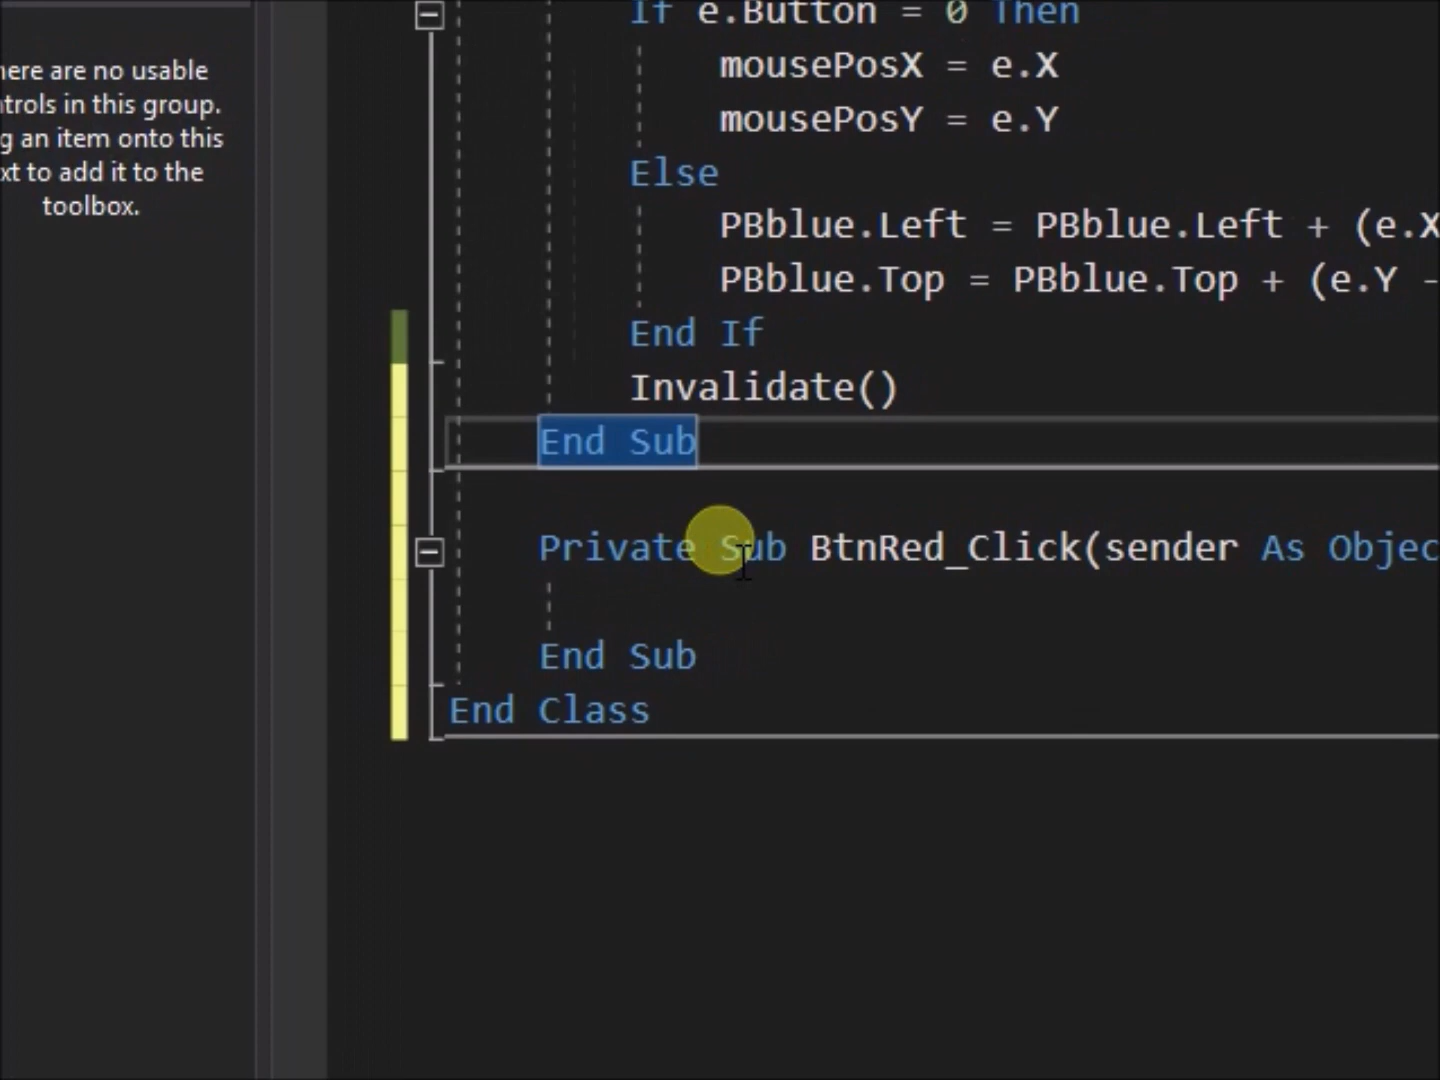 If e.Button = 0 Then
mousePosX = e.X
mousePosY = e.Y
Else
PBblue.Left = PBblue.Left + (e.X
PBblue.Top = PBblue.Top + (e.Y -
End If
Invalidate()
End Sub
Private Sub BtnRed_Click(sender As Objec
End Sub
End Class
here are no usable
ntrols in this group.
g an item onto this
xt to add it to the
toolbox.